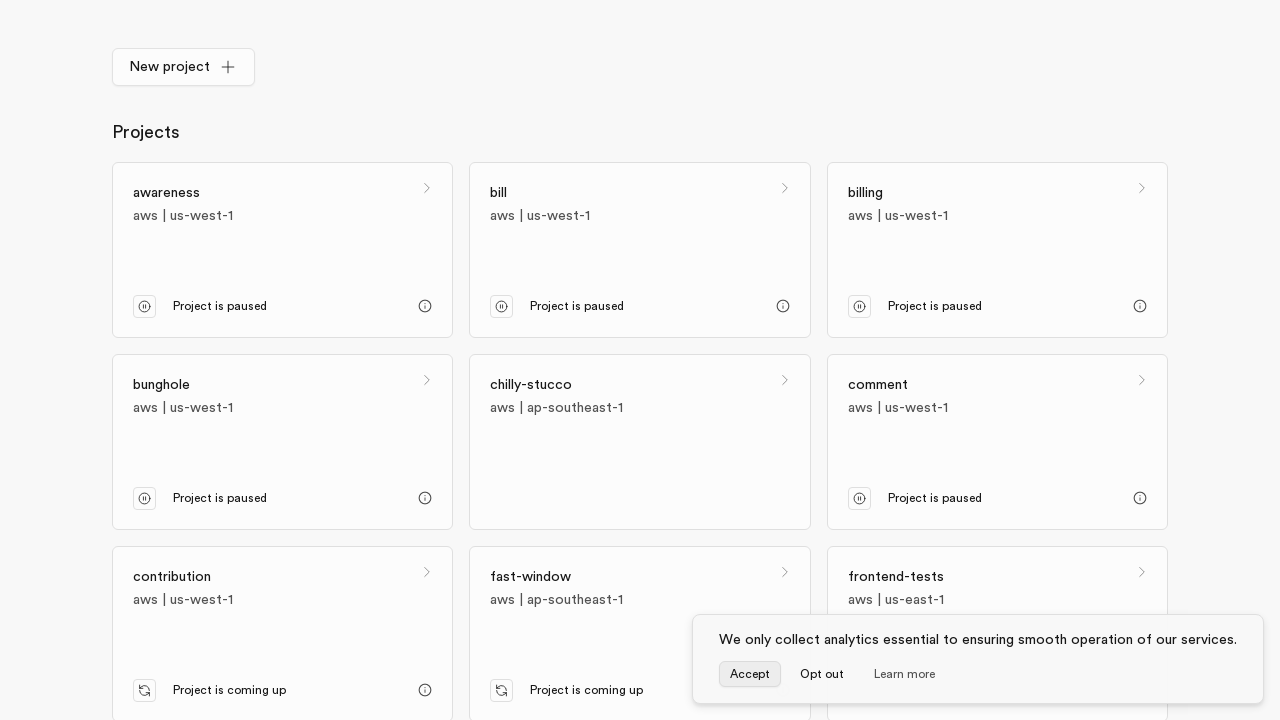 New project
Projects
awareness
aws | us-west-1
Project is paused
bill
aws | us-west-1
Project is paused
billing
aws | us-west-1
Project is paused
bunghole
aws | us-west-1
Project is paused
chilly-stucco
aws | ap-southeast-1
comment
aws | us-west-1
Project is paused
contribution
aws | us-west-1
Project is coming up
fast-window
aws | ap-southeast-1
Project is coming up
frontend-tests
aws | us-east-1
We only collect analytics essential to ensuring smooth operation of our services.
Accept Opt out Learn more